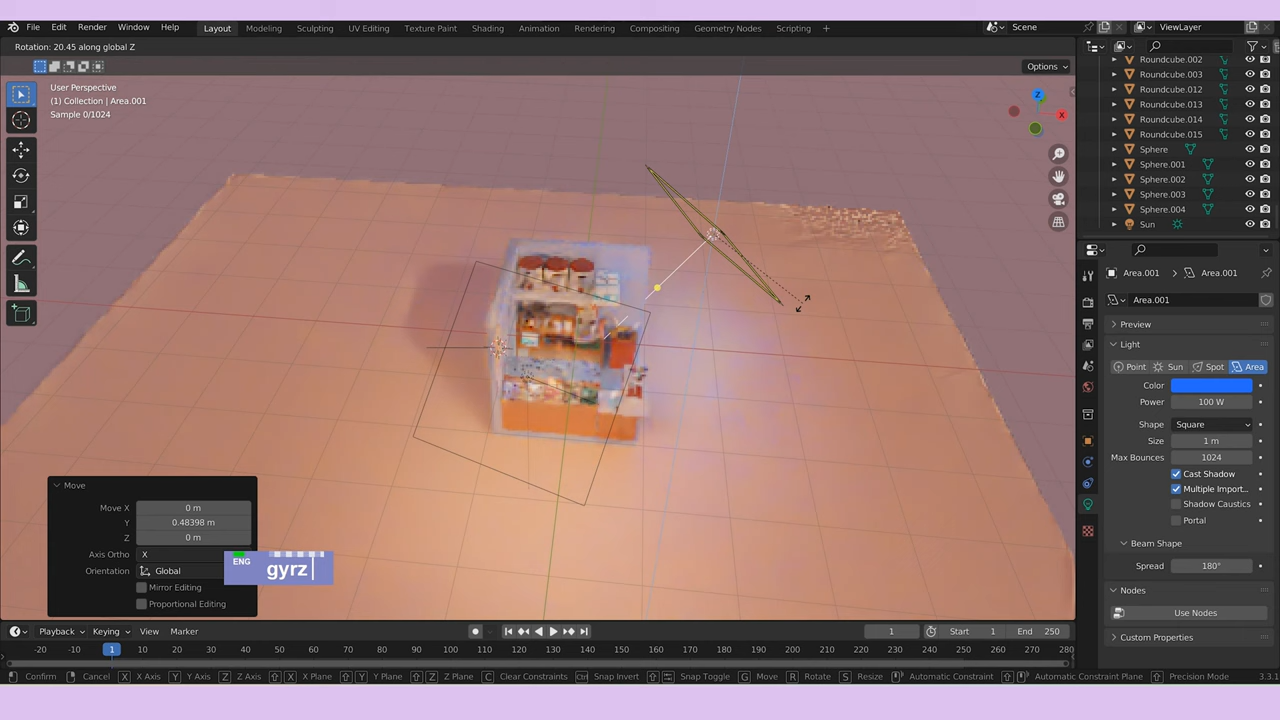 File Edit Render Window Help Layout Modeling Sculpting UV Editing Texture Paint Shading Animation Rendering Compositing Geometry Nodes Scripting + Scene ViewLayer
Rotation: 20.45 along global Z
Options
User Perspective
(1) Collection | Area.001
Sample 0/1024
Z
X
Roundcube.002
Roundcube.003
Roundcube.012
Roundcube.013
Roundcube.014
Roundcube.015
Sphere
Sphere.001
Sphere.002
Sphere.003
Sphere.004
Sun
Area.001 Area.001
Area.001
Preview
Light
Point Sun Spot Area
Color
Power 100 W
Shape Square
Size 1 m
Max Bounces 1024
Cast Shadow
Multiple Import...
Shadow Caustics
Portal
Beam Shape
Spread 180°
Nodes
Use Nodes
Custom Properties
Move
Move X 0 m
Y 0.48398 m
Z 0 m
Axis Ortho X
Orientation Global
Mirror Editing
Proportional Editing
ENG
gyrz
Playback Keying View Marker 1 Start 1 End 250
-20 -10 1 10 20 30 40 50 60 70 80 90 100 110 120 130 140 150 160 170 180 190 200 210 220 230 240 250 260 270 280
Confirm Cancel X X Axis Y Y Axis Z Z Axis X X Plane Y Y Plane Z Z Plane C Clear Constraints Ctrl Snap Invert Snap Toggle G Move R Rotate S Resize Automatic Constraint Automatic Constraint Plane Precision Mode 3.3.1